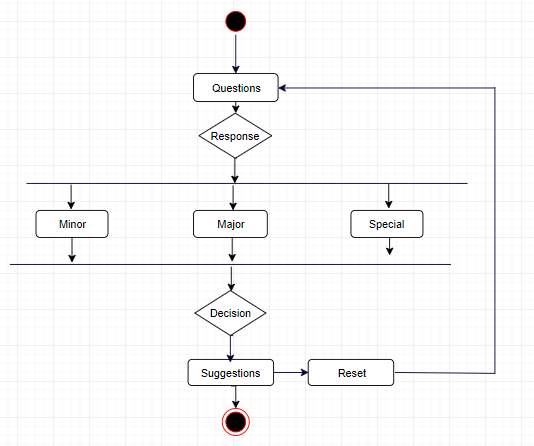 Questions
Response
Minor
Major
Special
Decision
Suggestions
Reset